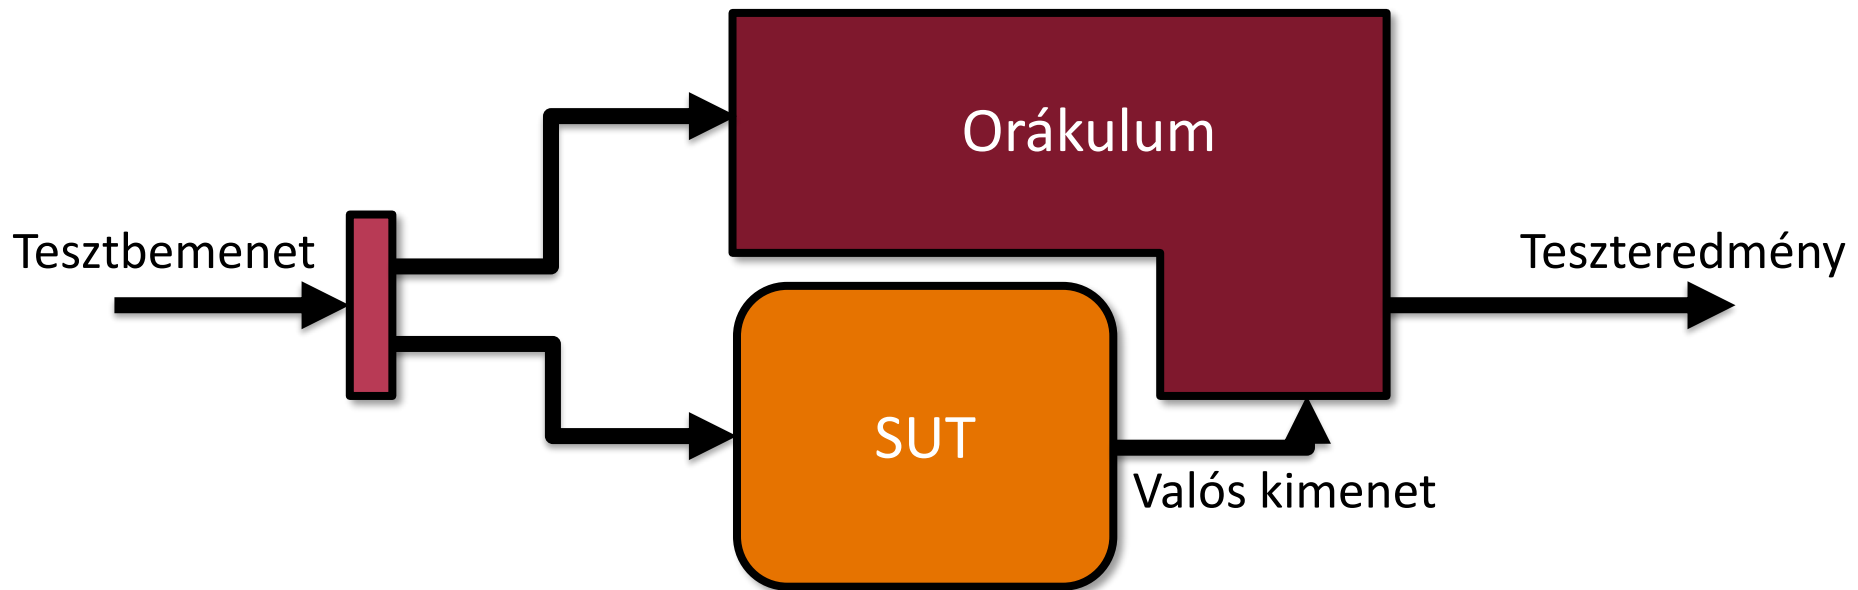 Orákulum
Tesztbemenet
Teszteredmény
SUT
Valós kimenet